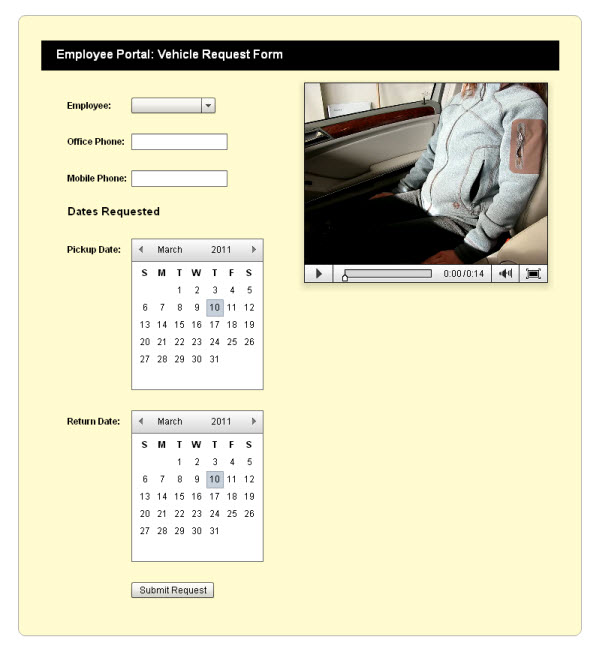 Employee Portal: Vehicle Request Form
Employee:
Office Phone:
Mobile Phone:
Dates Requested
Pickup Date:
March 2011
S M T W T F S
1 2 3 4 5
6 7 8 9 10 11 12
13 14 15 16 17 18 19
20 21 22 23 24 25 26
27 28 29 30 31
0:00/0:14
Return Date:
March 2011
S M T W T F S
1 2 3 4 5
6 7 8 9 10 11 12
13 14 15 16 17 18 19
20 21 22 23 24 25 26
27 28 29 30 31
Submit Request